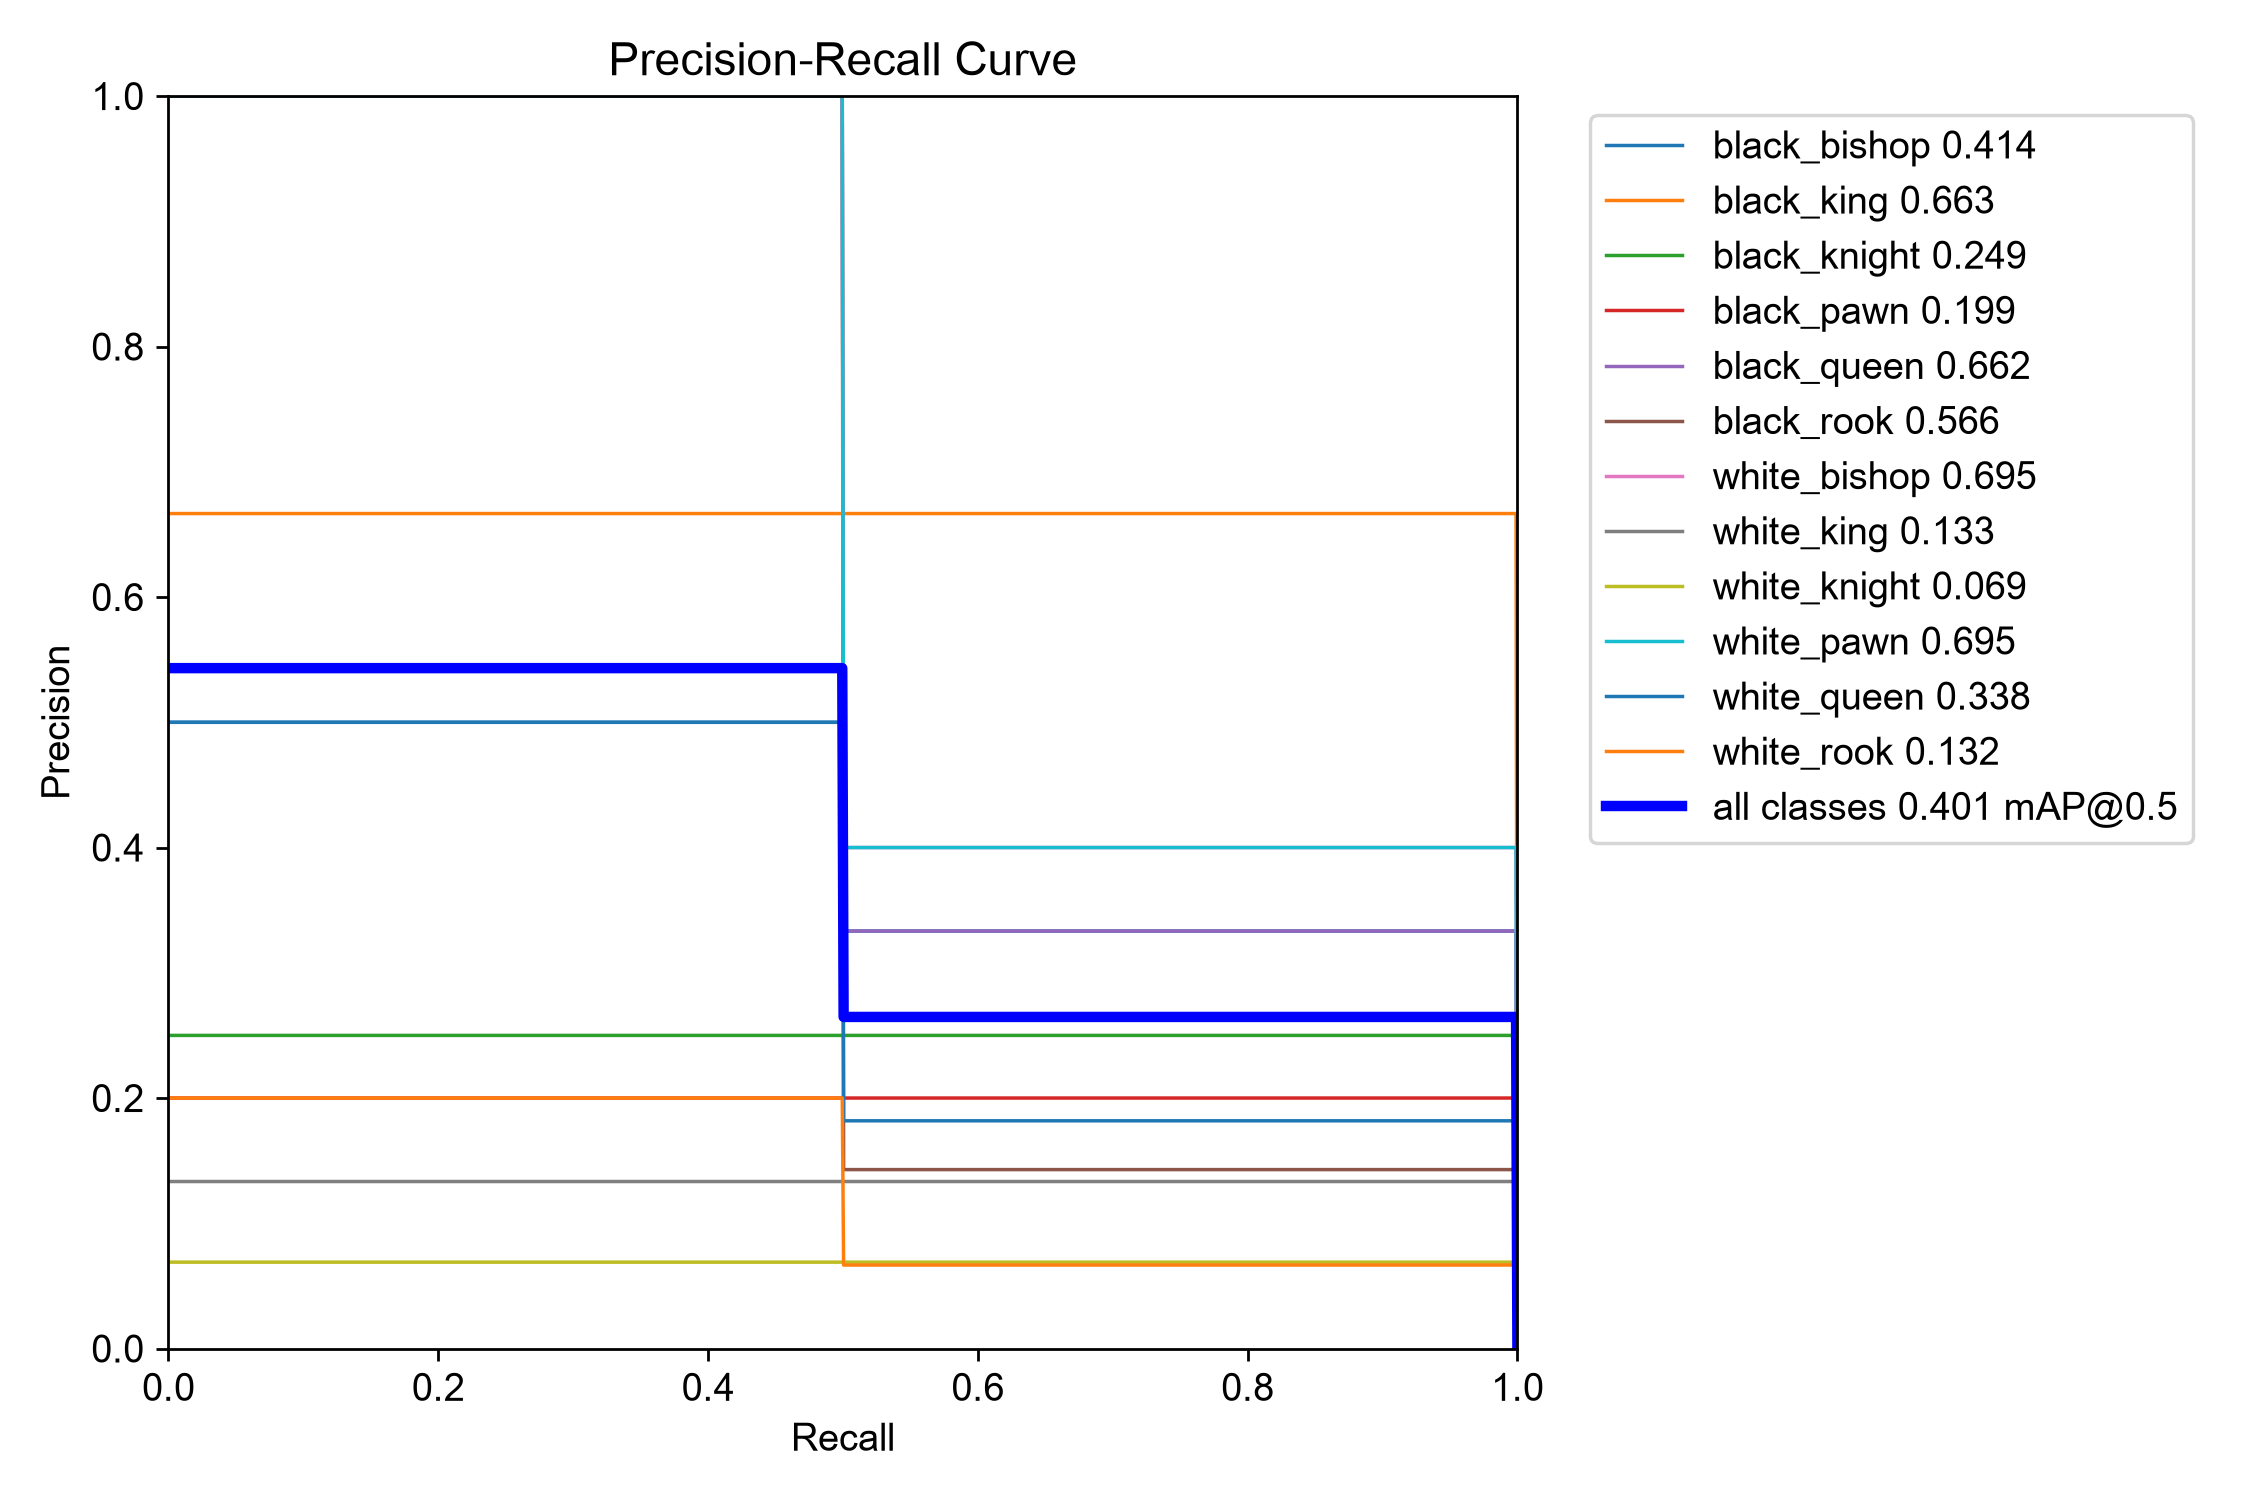 Precision-Recall Curve
1.0
0.8
0.6
0.4
0.2
0.0
Precision
0.0 0.2 0.4 0.6 0.8 1.0
Recall
black_bishop 0.414
black_king 0.663
black_knight 0.249
black_pawn 0.199
black_queen 0.662
black_rook 0.566
white_bishop 0.695
white_king 0.133
white_knight 0.069
white_pawn 0.695
white_queen 0.338
white_rook 0.132
all classes 0.401 mAP@0.5